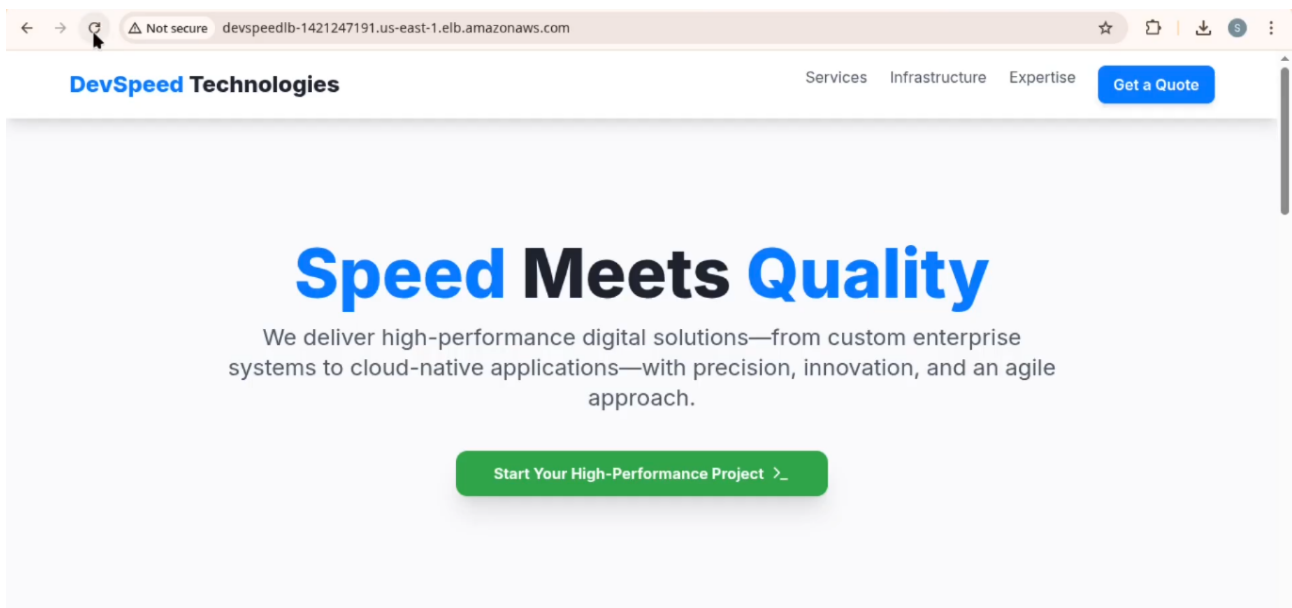 Not secure devspeedlb-1421247191.us-east-1.elb.amazonaws.com S
DevSpeed Technologies Services Infrastructure Expertise Get a Quote
Speed Meets Quality
We deliver high-performance digital solutions—from custom enterprise
systems to cloud-native applications—with precision, innovation, and an agile
approach.
Start Your High-Performance Project >_